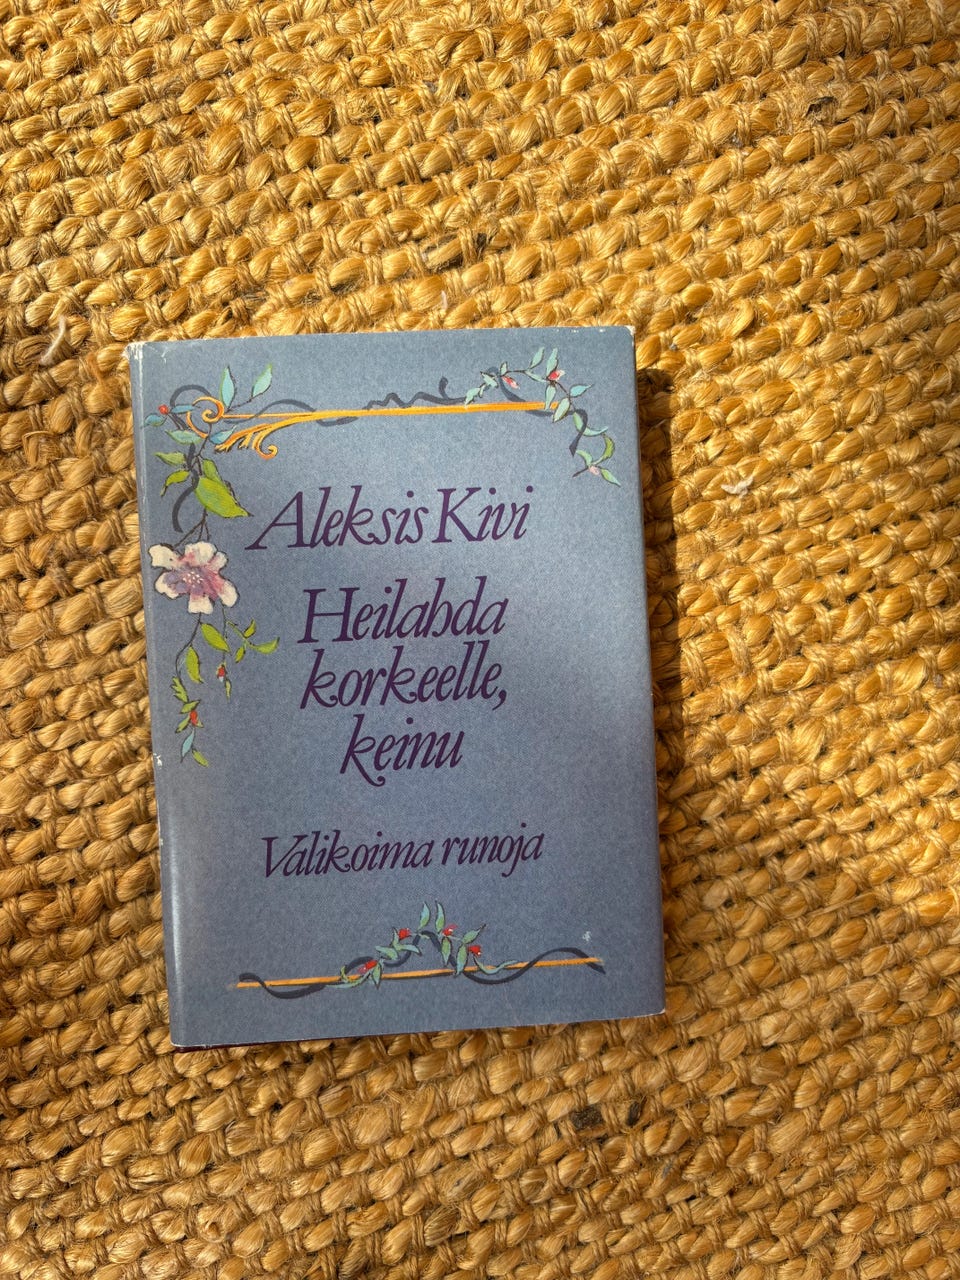 Aleksis Kivi
Heilahda
korkeelle,
keinu
Valikoima runoja